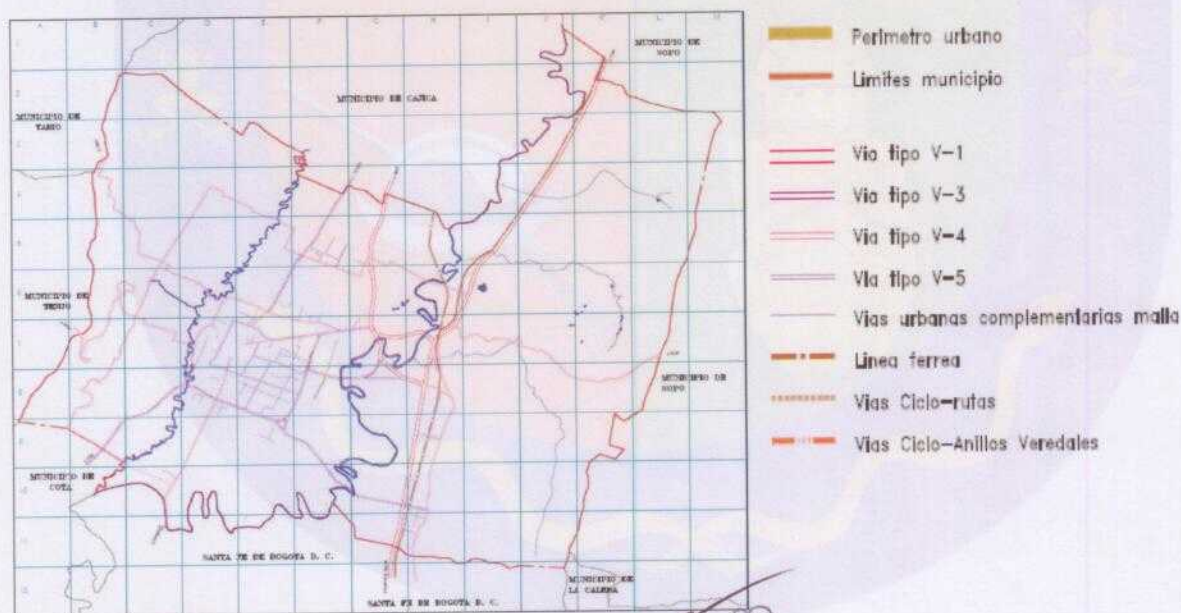 MUNICIPIO DE
SOPO
MUNICIPIO DE CAJICA
MUNICIPIO DE
TABIO
MUNICIPIO DE
TENJO
MUNICIPIO DE
SOPO
MUNICIPIO DE
COTA
SANTA FE DE BOGOTA D. C.
SANTA FE DE BOGOTA D. C.
MUNICIPIO DE
LA CALERA
Perimetro urbano
Limites municipio
Via tipo V-1
Via tipo V-3
Via tipo V-4
Via tipo V-5
Vias urbanas complementarias malla
Linea ferrea
Vias Ciclo-rutas
Vias Ciclo-Anillos Veredales